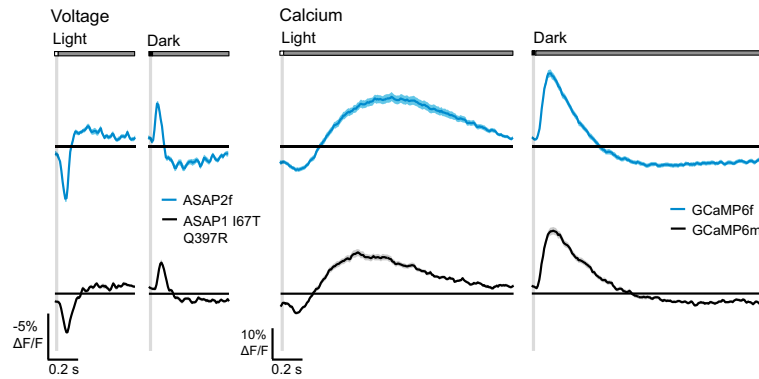 Voltage
Calcium
Light
Dark
Light
Dark
ASAP2f
ASAP1 I67T
Q397R
GCaMP6f
GCaMP6m
-5%
ΔF/F
0.2 s
10%
ΔF/F
0.2 s